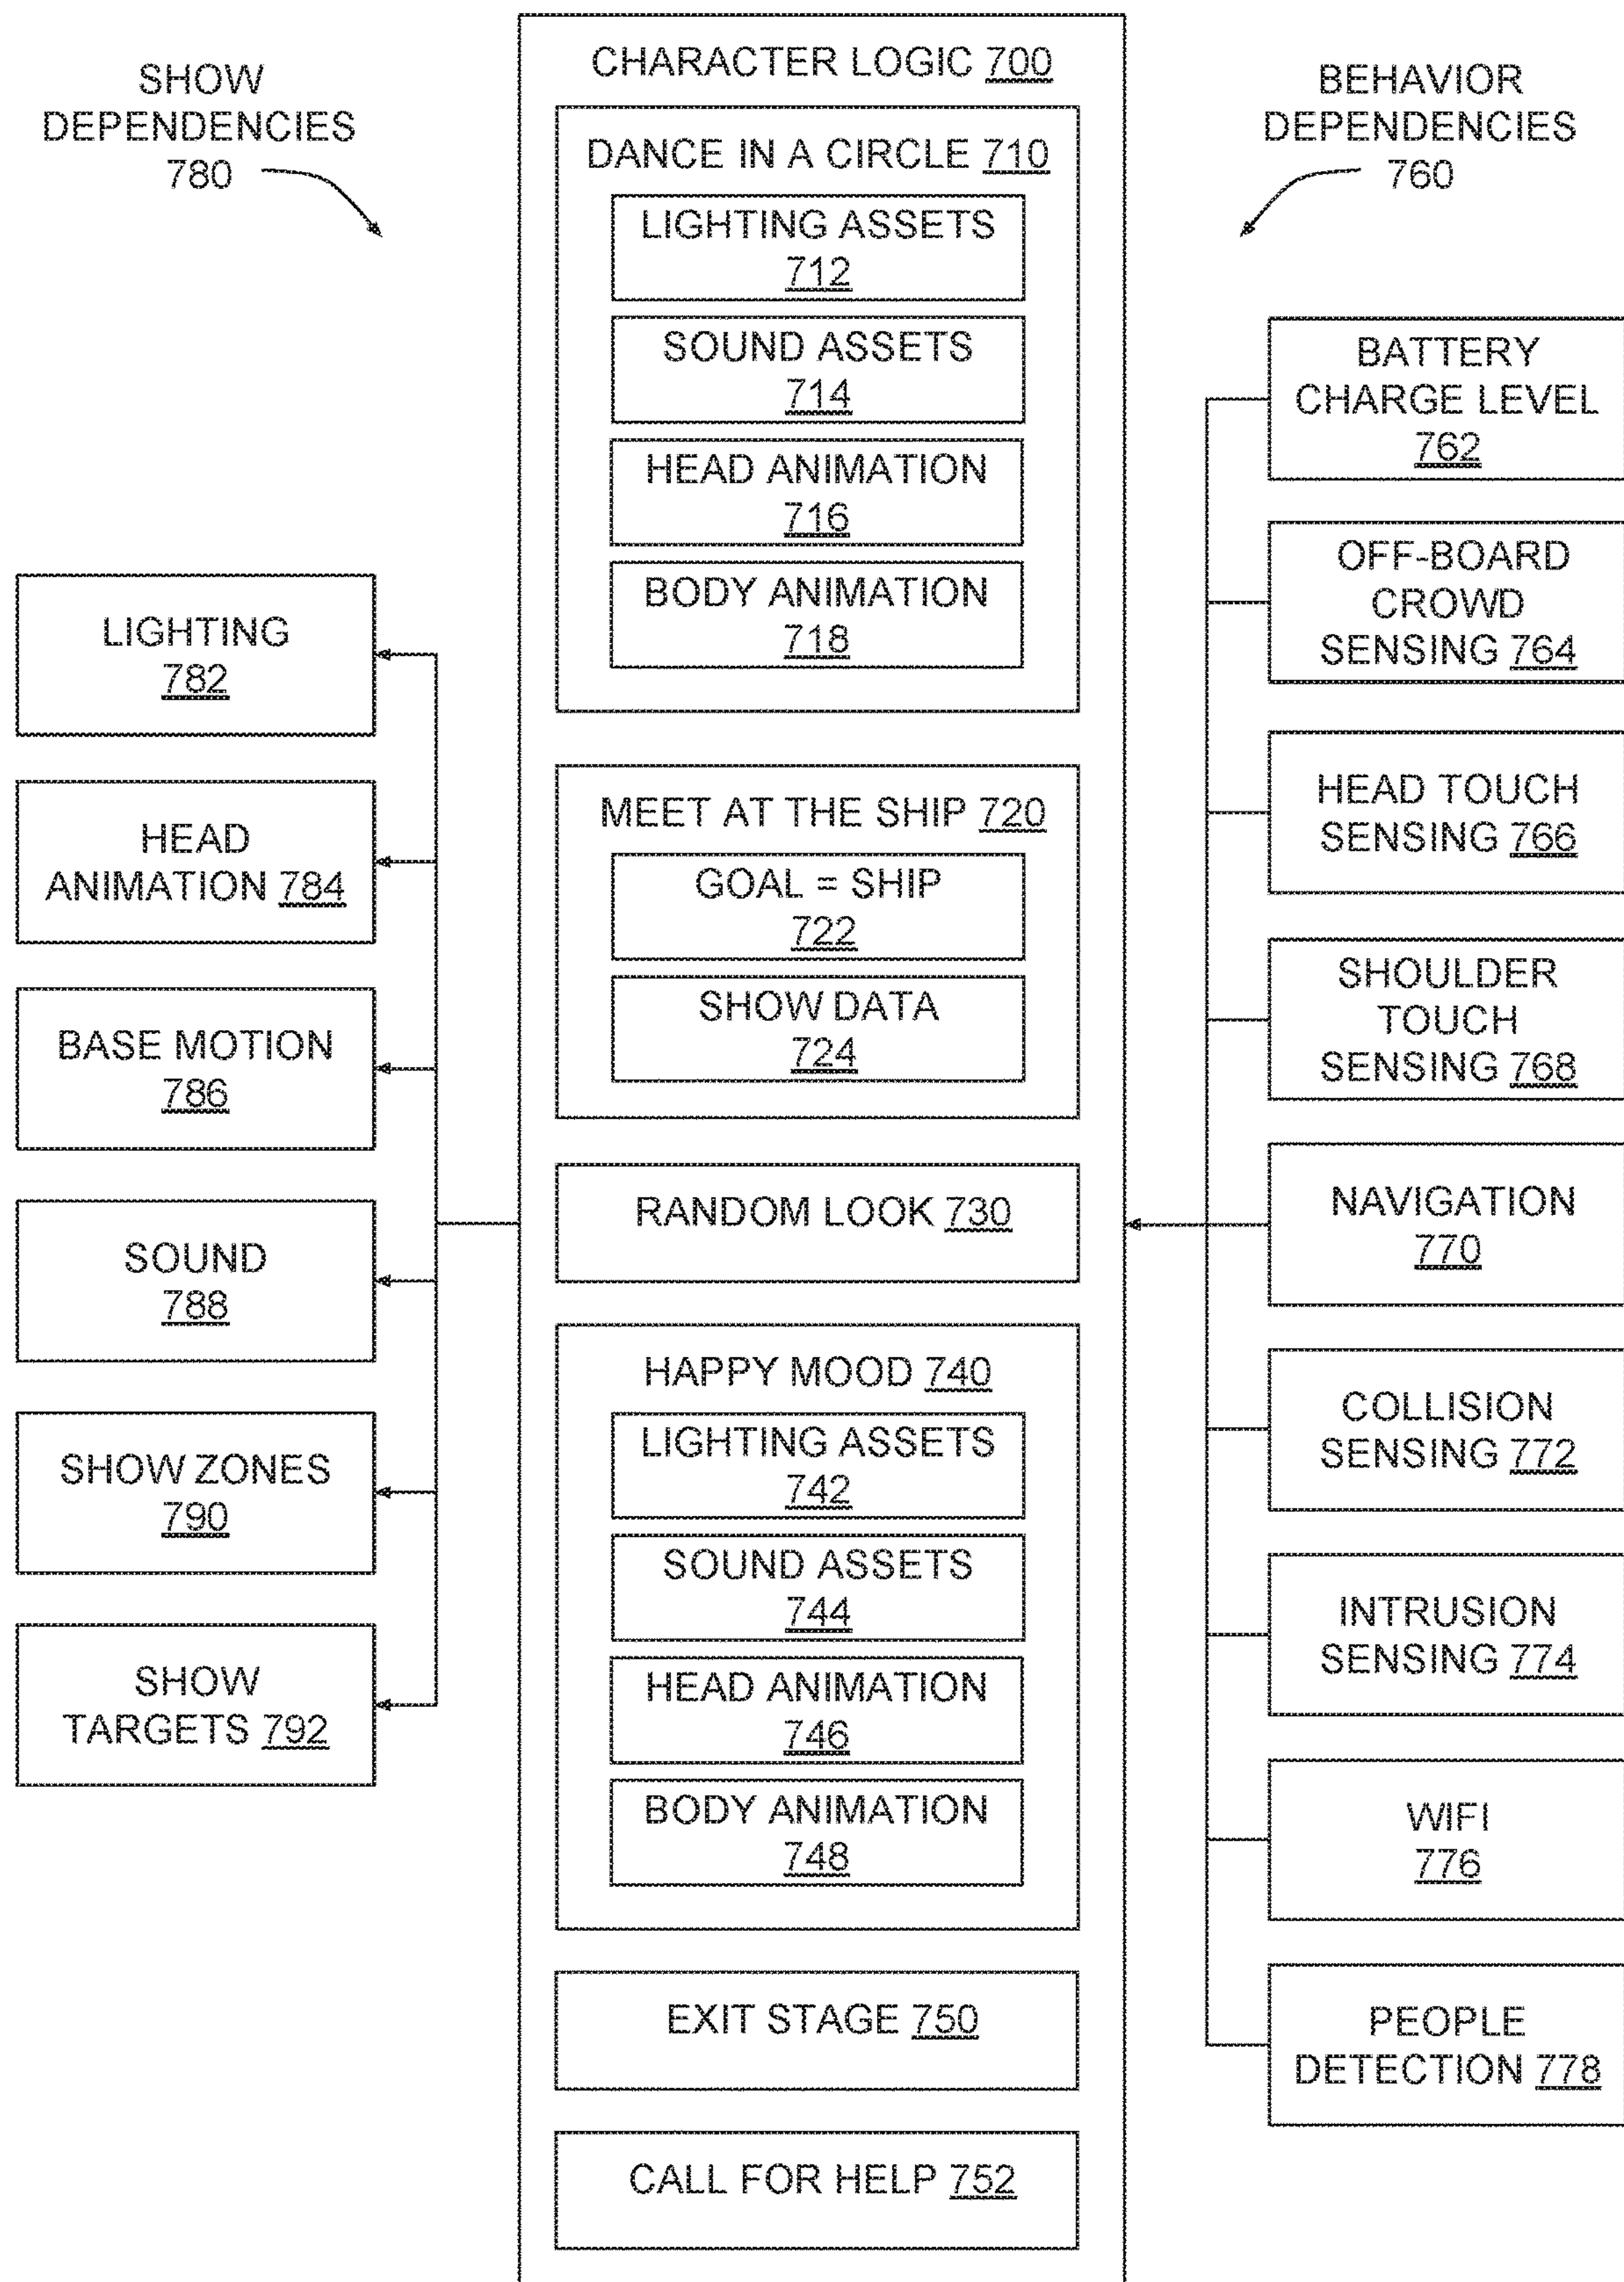 SHOW
DEPENDENCIES
780
LIGHTING
782
HEAD
ANIMATION 784
BASE MOTION
786
SOUND
788
SHOW ZONES
790
SHOW
TARGETS 792
CHARACTER LOGIC 700
DANCE IN A CIRCLE 710
LIGHTING ASSETS
712
SOUND ASSETS
714
HEAD ANIMATION
716
BODY ANIMATION
718
MEET AT THE SHIP 720
GOAL = SHIP
722
SHOW DATA
724
RANDOM LOOK 730
HAPPY MOOD 740
LIGHTING ASSETS
742
SOUND ASSETS
744
HEAD ANIMATION
746
BODY ANIMATION
748
EXIT STAGE 750
CALL FOR HELP 752
BEHAVIOR
DEPENDENCIES
760
BATTERY
CHARGE LEVEL
762
OFF-BOARD
CROWD
SENSING 764
HEAD TOUCH
SENSING 766
SHOULDER
TOUCH
SENSING 768
NAVIGATION
770
COLLISION
SENSING 772
INTRUSION
SENSING 774
WIFI
776
PEOPLE
DETECTION 778